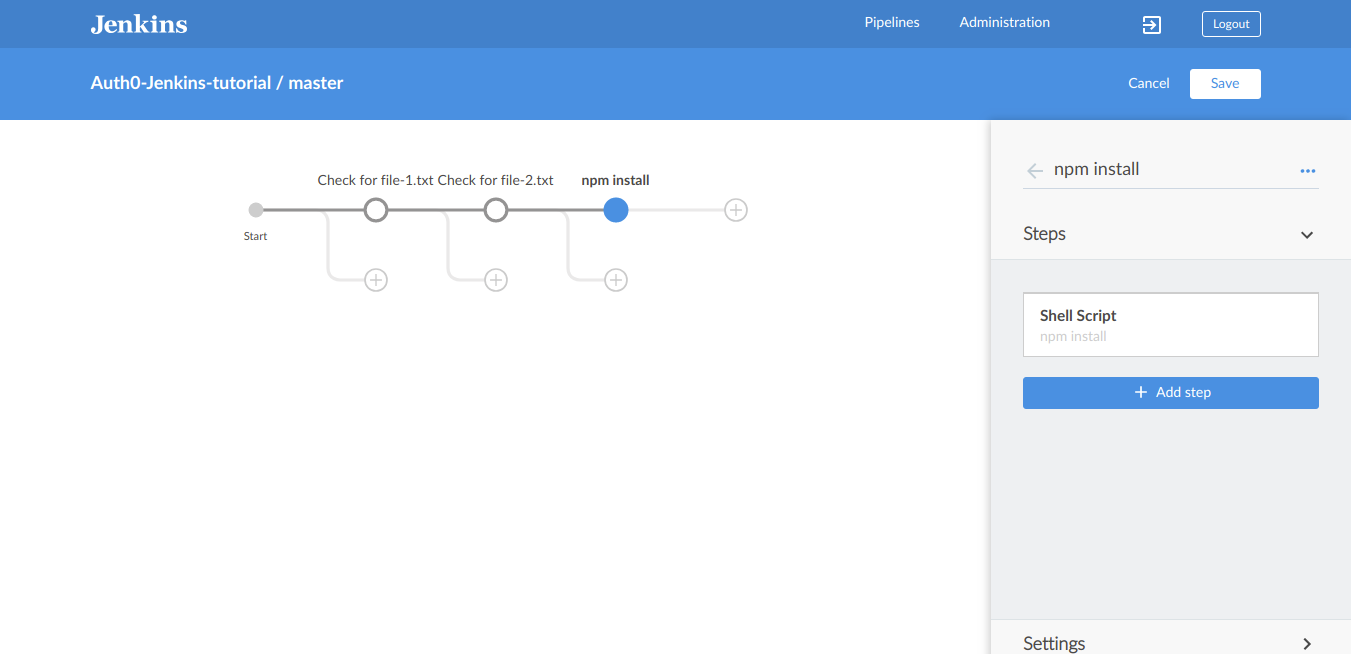 Jenkins
Pipelines
Administration
Logout
Auth0-Jenkins-tutorial / master
Cancel
Save
Check for file-1.txt
Check for file-2.txt
npm install
Start
npm install
Steps
Shell Script
npm install
Add step
Settings